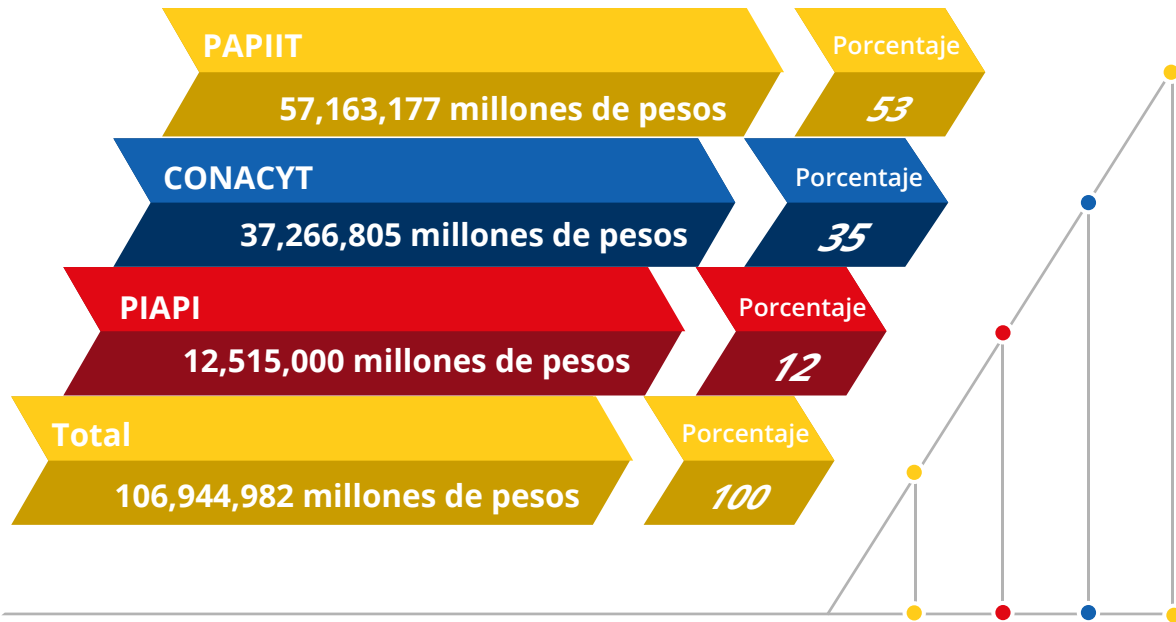 PAPIIT
Porcentaje
57,163,177 millones de pesos
53
CONACYT
Porcentaje
37,266,805 millones de pesos
35
PIAPI
Porcentaje
12,515,000 millones de pesos
12
Total
Porcentaje
106,944,982 millones de pesos
100